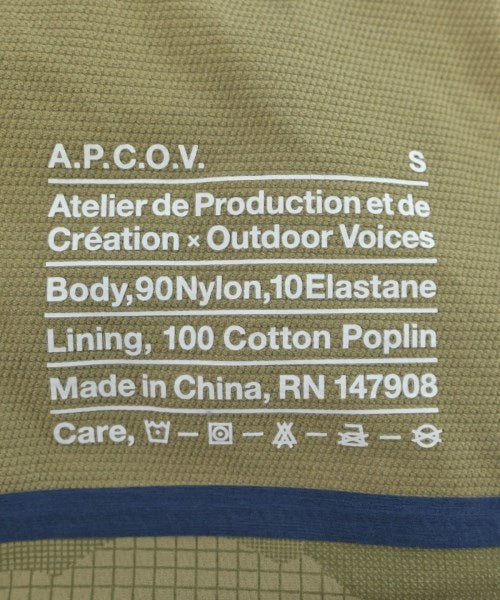 A.P.C.O.V. S
Atelier de Production et de
Création × Outdoor Voices
Body,90Nylon,10Elastane
Lining, 100 Cotton Poplin
Made in China, RN 147908
Care,